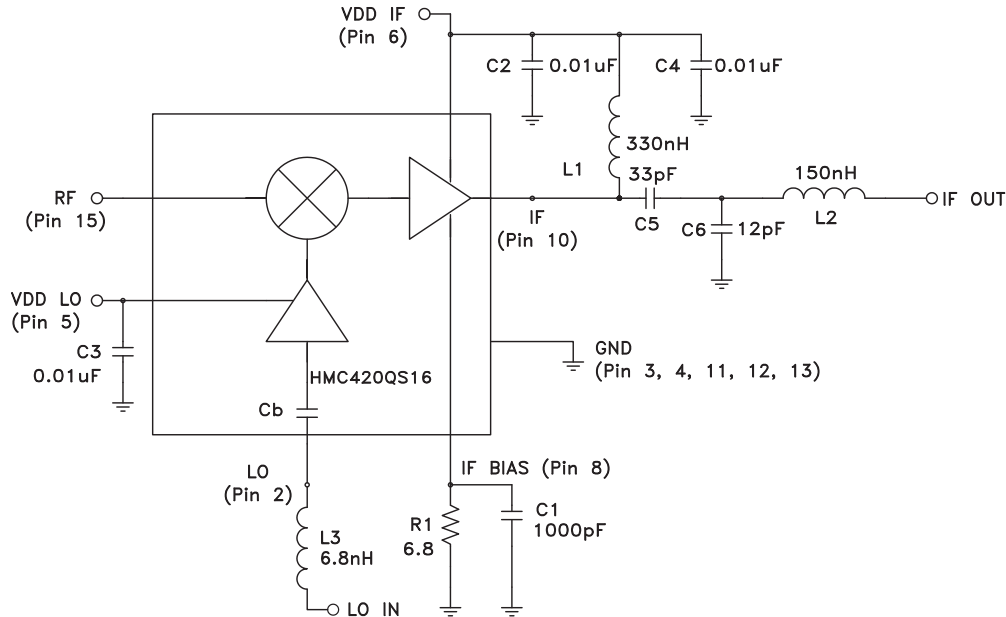 VDD IF
(Pin 6)
C2
0.01uF
C4
0.01uF
330nH
L1
33pF
150nH
RF
(Pin 15)
IF
(Pin 10)
C5
C6
12pF
L2
IF OUT
VDD LO
(Pin 5)
C3
0.01uF
GND
(Pin 3, 4, 11, 12, 13)
HMC420QS16
Cb
LO
(Pin 2)
IF BIAS (Pin 8)
L3
6.8nH
R1
6.8
C1
1000pF
LO IN